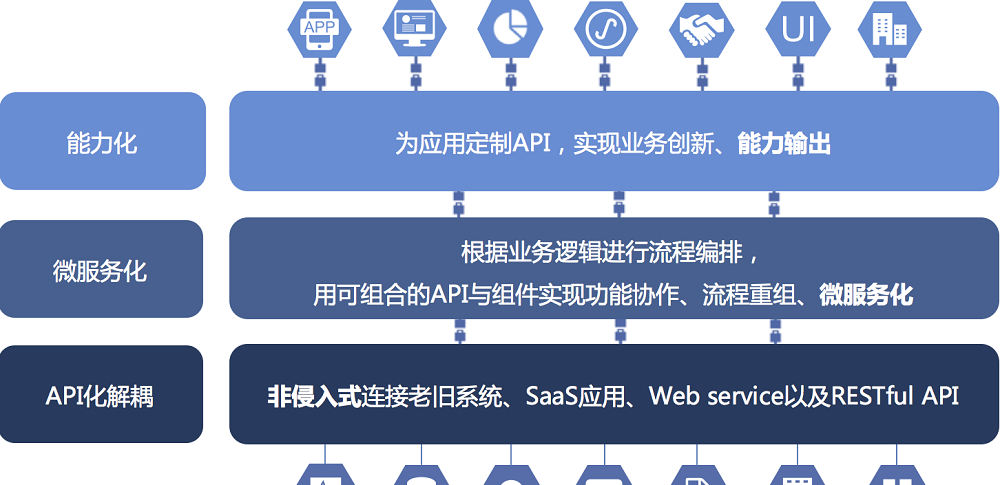 APP
UI
能力化
为应用定制API，实现业务创新、能力输出
微服务化
根据业务逻辑进行流程编排，
用可组合的API与组件实现功能协作、流程重组、微服务化
API化解耦
非侵入式连接老旧系统、SaaS应用、Web service以及RESTful API